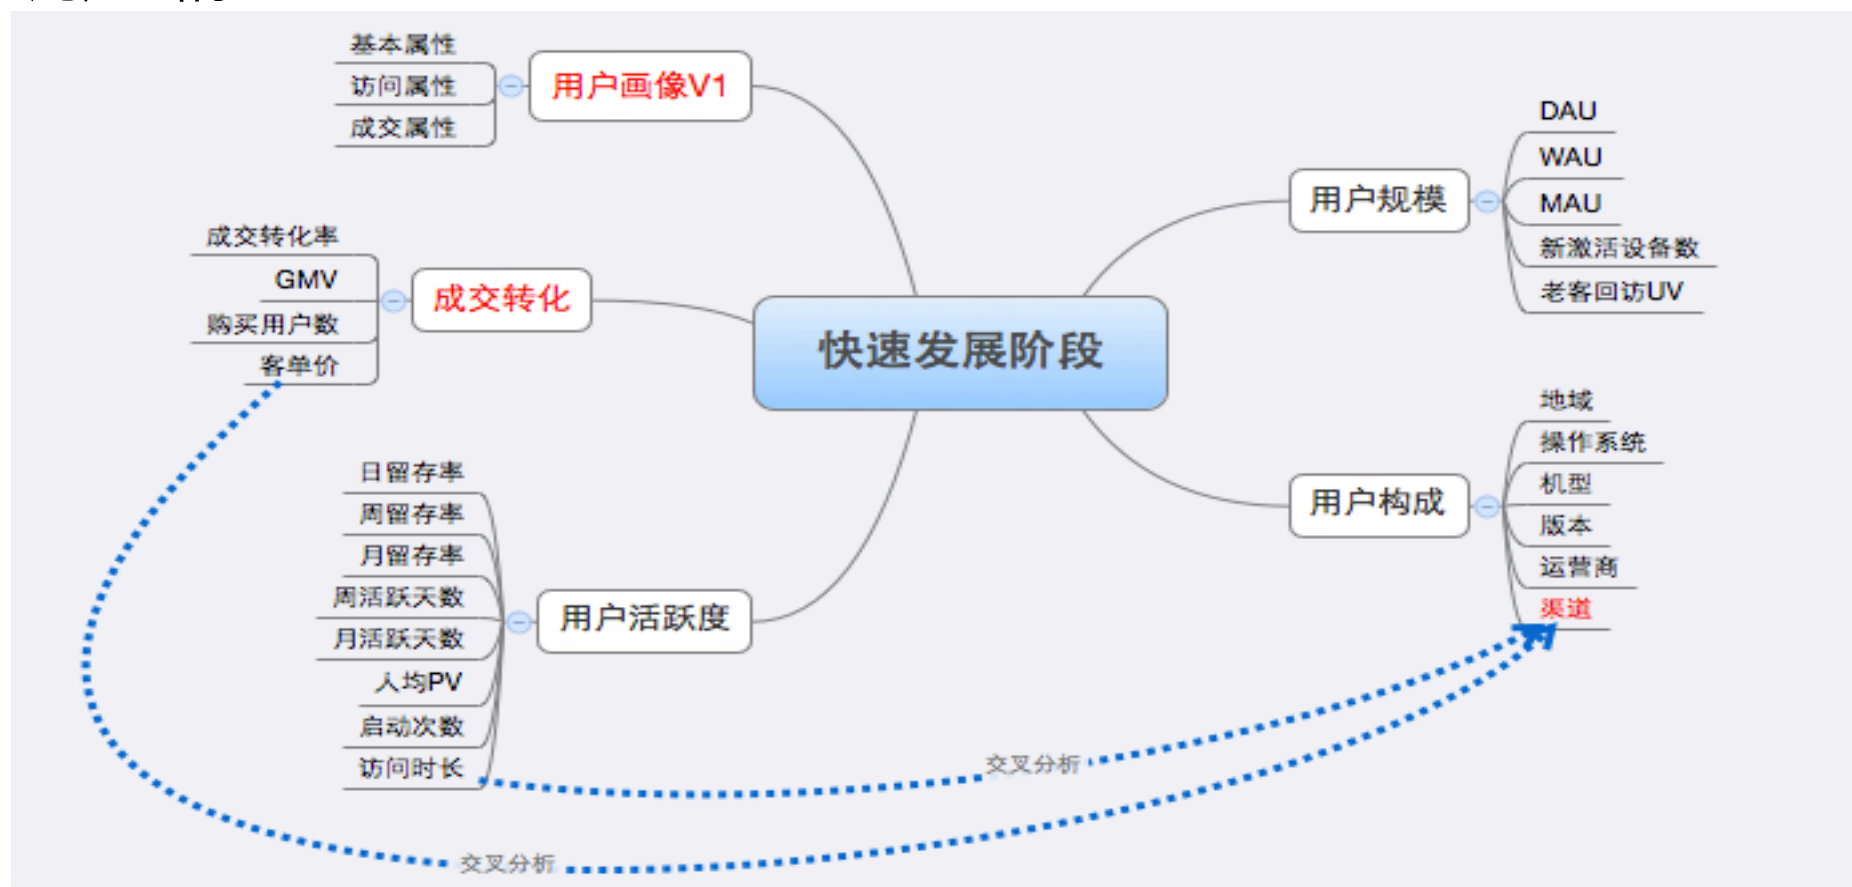 基本属性
访问属性
成交属性
用户画像V1
成交转化率
GMV
购买用户数
客单价
成交转化
日留存率
周留存率
月留存率
周活跃天数
月活跃天数
人均PV
启动次数
访问时长
用户活跃度
快速发展阶段
用户规模
DAU
WAU
MAU
新激活设备数
老客回访UV
用户构成
地域
操作系统
机型
版本
运营商
渠道
交叉分析
交叉分析